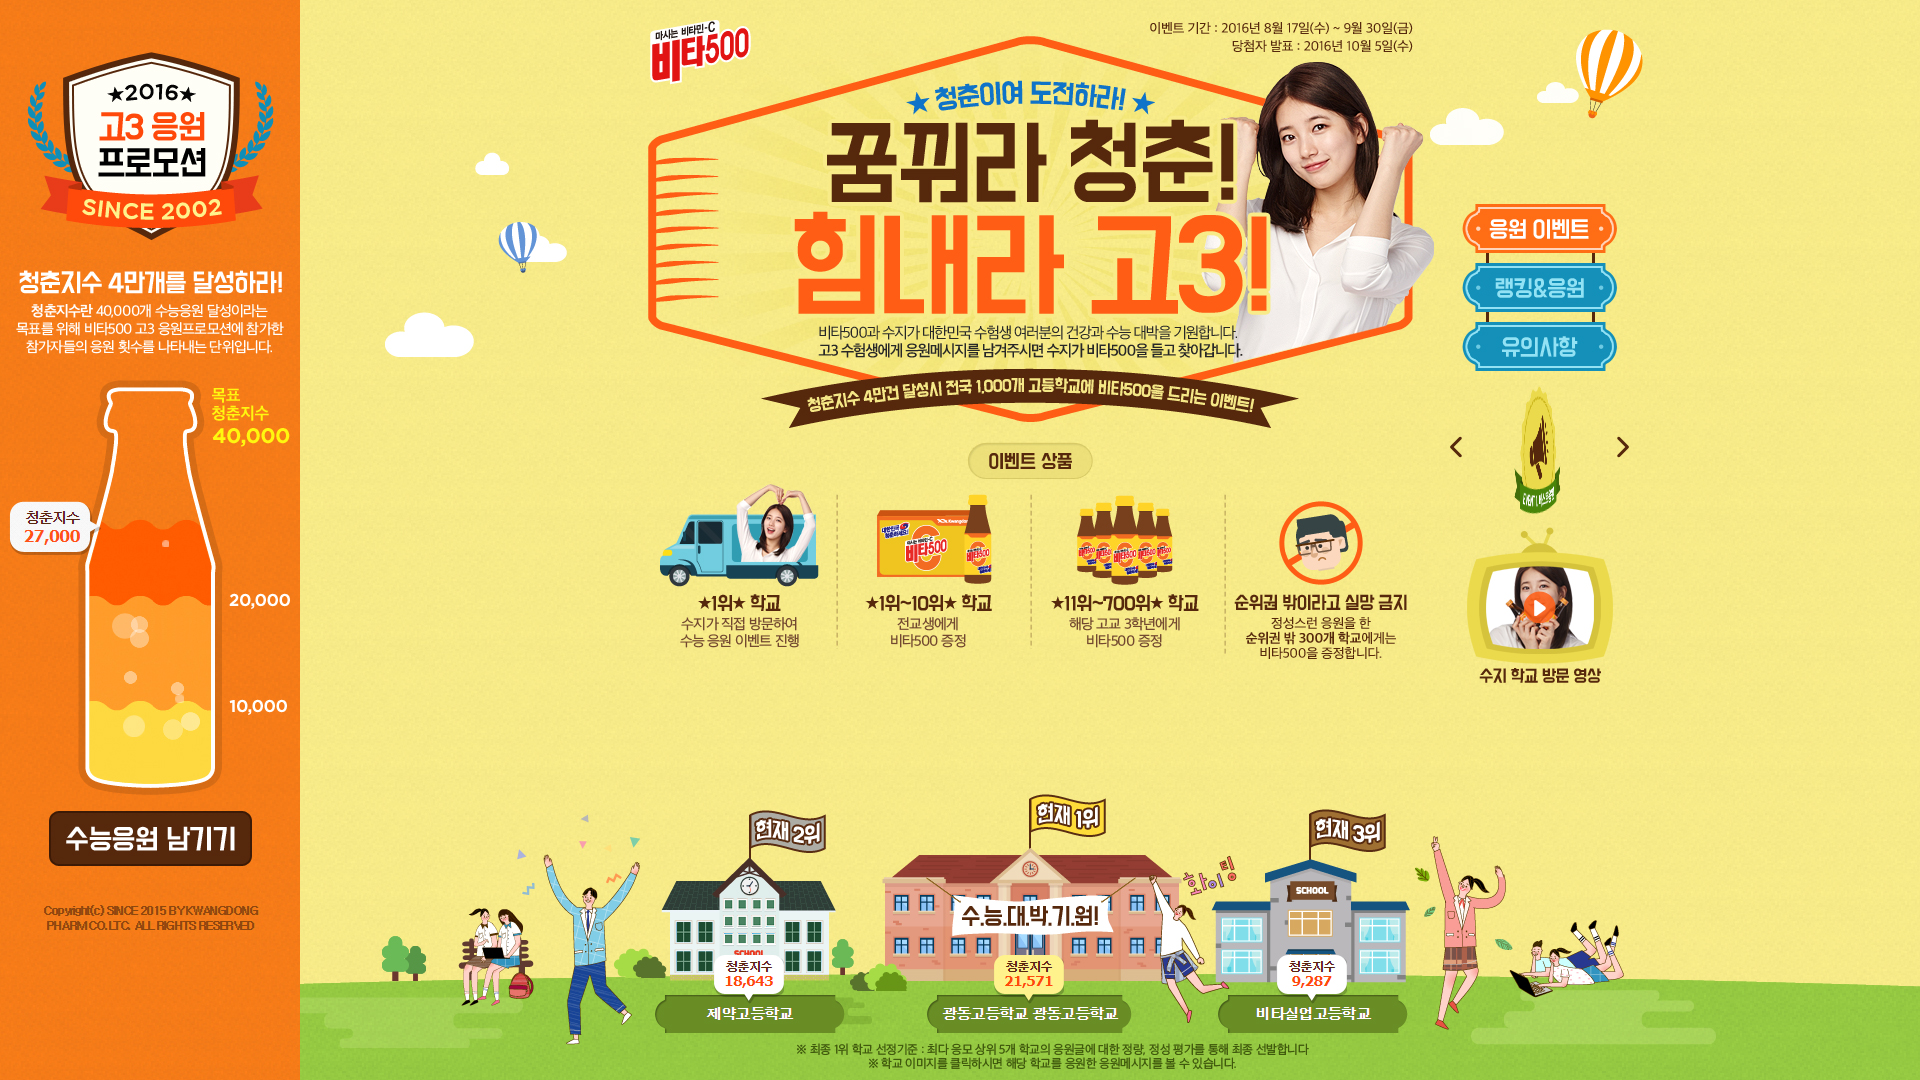 ★2016★
고3 응원
프로모션
SINCE 2002
청춘지수 4만개를 달성하라!
청춘지수란 40,000개 수능응원 달성이라는
목표를 위해 비타500 고3 응원프로모션에 참가한
참가자들의 응원 횟수를 나타내는 단위입니다.
목표
청춘지수
40,000
청춘지수
27,000
20,000
10,000
수능응원 남기기
Copyright(c) SINCE 2015 BY KWANGDONG
PHARM CO. LTC. ALL RIGHTS RESERVED
마시는 비타민-C
비타500
이벤트 기간 : 2016년 8월 17일(수) ~ 9월 30일(금)
당첨자 발표 : 2016년 10월 5일(수)
★ 청춘이여 도전하라! ★
꿈꿔라 청춘!
힘내라 고3!
비타500과 수지가 대한민국 수험생 여러분의 건강과 수능 대박을 기원합니다.
고3 수험생에게 응원메시지를 남겨주시면 수지가 비타500을 들고 찾아갑니다.
청춘지수 4만건 달성시 전국 1,000개 고등학교에 비타500을 드리는 이벤트!
응원 이벤트
랭킹&응원
유의사항
수지 학교 방문 영상
이벤트 상품
비타500
★1위★ 학교
수지가 직접 방문하여
수능 응원 이벤트 진행
★1위~10위★ 학교
전교생에게
비타500 증정
★11위~700위★ 학교
해당 고교 3학년에게
비타500 증정
순위권 밖이라고 실망 금지
정성스런 응원을 한
순위권 밖 300개 학교에게는
비타500을 증정합니다.
현재 2위
SCHOOL
청춘지수
18,643
제약고등학교
현재 1위
수.능.대.박.기.원!
화이팅
청춘지수
21,571
광동고등학교 광동고등학교
현재 3위
SCHOOL
청춘지수
9,287
비타실업고등학교
※ 최종 1위 학교 선정기준 : 최다 응모 상위 5개 학교의 응원글에 대한 정량, 정성 평가를 통해 최종 선발합니다
※ 학교 이미지를 클릭하시면 해당 학교를 응원한 응원메시지를 볼 수 있습니다.